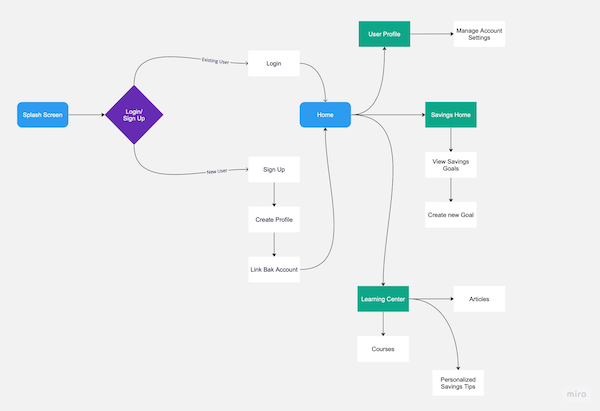 User Profile
Manage Account
Settings
Existing User
Login
Splash Screen
Login/
Sign Up
Home
Savings Home
New User
Sign Up
View Savings
Goals
Create Profile
Create new Goal
Link Bak Account
Learning Center
Articles
Courses
Personalized
Savings Tips
miro